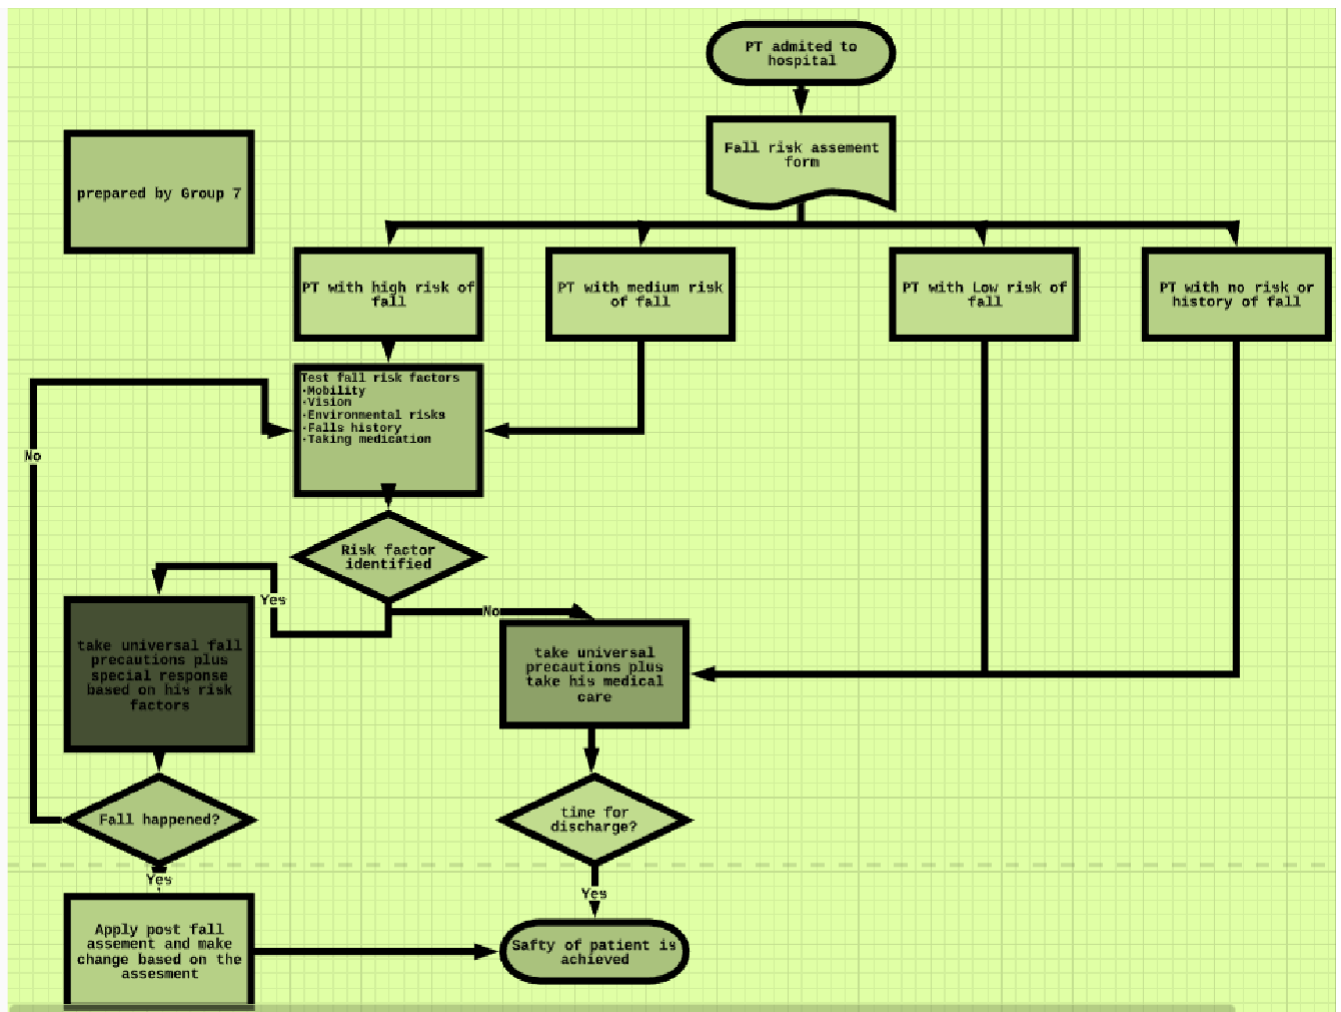 PT admited to
hospital
Fall risk assement
form
prepared by Group 7
PT with high risk of
fall
PT with medium risk
of fall
PT with Low risk of
fall
PT with no risk or
history of fall
Test fall risk factors
·Mobility
·Vision
·Environmental risks
·Falls history
·Taking medication
No
Risk factor
identified
Yes
No
take universal fall
precautions plus
special response
based on his risk
factors
take universal
precautions plus
take his medical
care
Fall happened?
time for
discharge?
Yes
Yes
Apply post fall
assement and make
change based on the
assesment
Safty of patient is
achieved